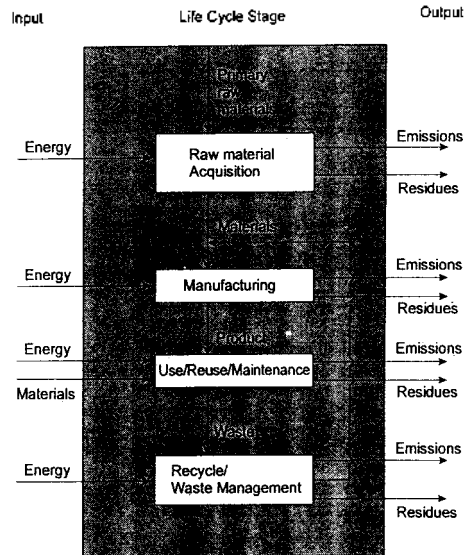 Input Life Cycle Stage Output
Primary
raw
materials
Energy
Raw material
Acquisition
Emissions
Residues
Materials
Energy
Manufacturing
Emissions
Residues
Product
Energy
Materials
Use/Reuse/Maintenance
Emissions
Residues
Waste
Energy
Recycle/
Waste Management
Emissions
Residues